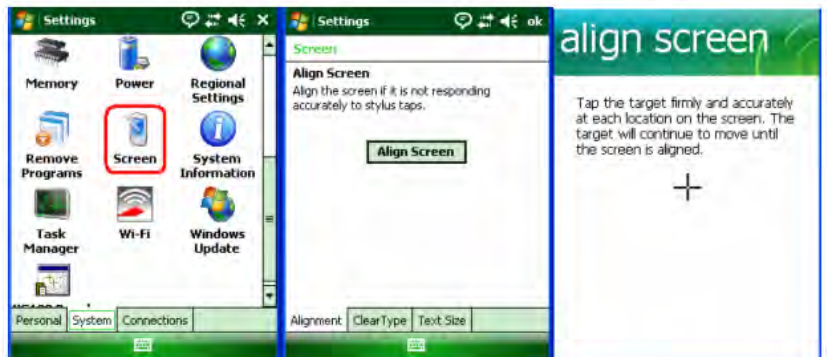 Settings
Memory Power Regional Settings
Remove Programs Screen System Information
Task Manager Wi-Fi Windows Update
Personal System Connections
Settings ok
Screen
Align Screen
Align the screen if it is not responding
accurately to stylus taps.
Align Screen
Alignment ClearType Text Size
align screen
Tap the target firmly and accurately
at each location on the screen. The
target will continue to move until
the screen is aligned.